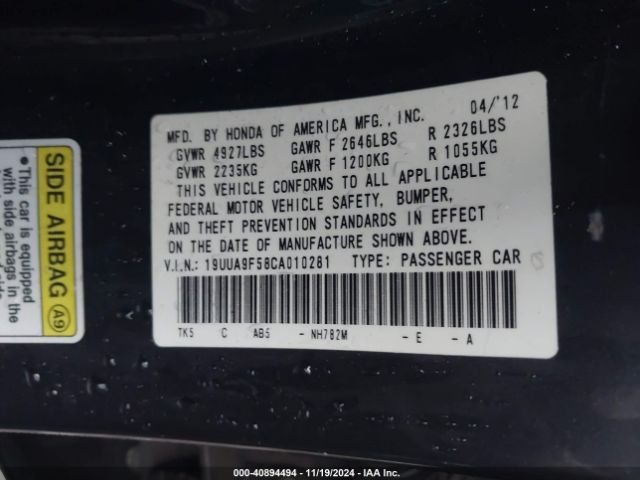 MFD. BY HONDA OF AMERICA MFG., INC. 04/'12
GVWR 4927LBS GAWR F 2646LBS R 2326LBS
GVWR 2235KG GAWR F 1200KG R 1055KG
THIS VEHICLE CONFORMS TO ALL APPLICABLE
FEDERAL MOTOR VEHICLE SAFETY, BUMPER,
AND THEFT PREVENTION STANDARDS IN EFFECT
ON THE DATE OF MANUFACTURE SHOWN ABOVE.
V.I.N.: 19UUA9F58CA010281 TYPE: PASSENGER CAR
TK5 C AB5 - NH782M - E - A
SIDE AIRBAG A9
•This car is equipped
with side airbags in the
000-40894494 - 11/19/2024 - IAA Inc.